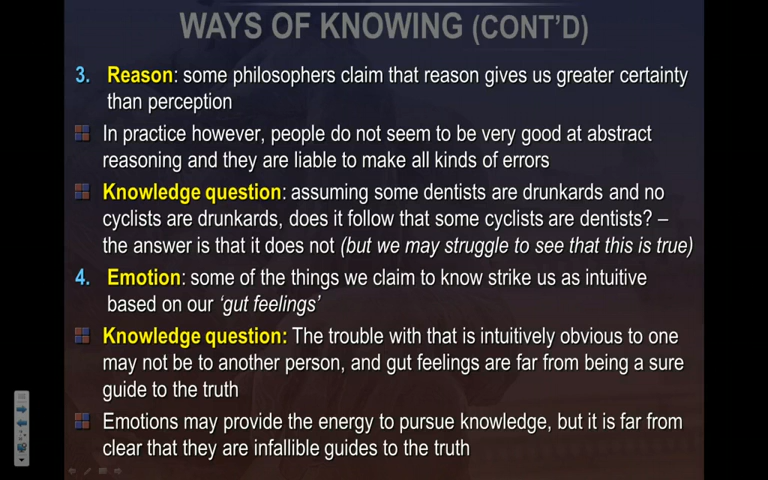 WAYS OF KNOWING (CONT'D)
3. Reason: some philosophers claim that reason gives us greater certainty
than perception
In practice however, people do not seem to be very good at abstract
reasoning and they are liable to make all kinds of errors
Knowledge question: assuming some dentists are drunkards and no
cyclists are drunkards, does it follow that some cyclists are dentists? –
the answer is that it does not (but we may struggle to see that this is true)
4. Emotion: some of the things we claim to know strike us as intuitive
based on our 'gut feelings'
Knowledge question: The trouble with that is intuitively obvious to one
may not be to another person, and gut feelings are far from being a sure
guide to the truth
Emotions may provide the energy to pursue knowledge, but it is far from
clear that they are infallible guides to the truth